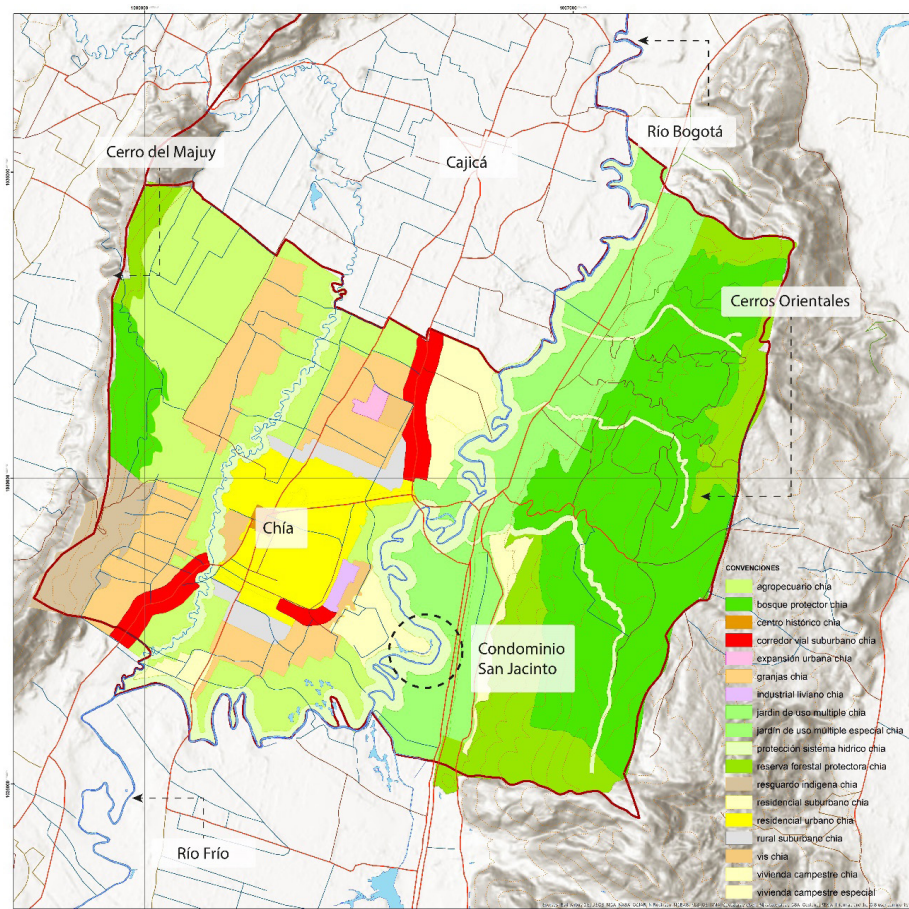 Río Bogotá
Cerro del Majuy
Cajicá
Cerros Orientales
Chía
Condominio
San Jacinto
Río Frío
CONVENCIONES
agropecuario chia
bosque protector chia
centro histórico chia
corredor vial suburbano chia
expansión urbana chia
granjas chia
industrial liviano chia
jardin de uso multiple chia
jardín de uso múltiple especial chia
protección sistema hidrico chia
reserva forestal protectora chia
resguardo indigena chia
residencial suburbano chia
residencial urbano chia
rural suburbano chia
vis chia
vivienda campestre chia
vivienda campestre especial